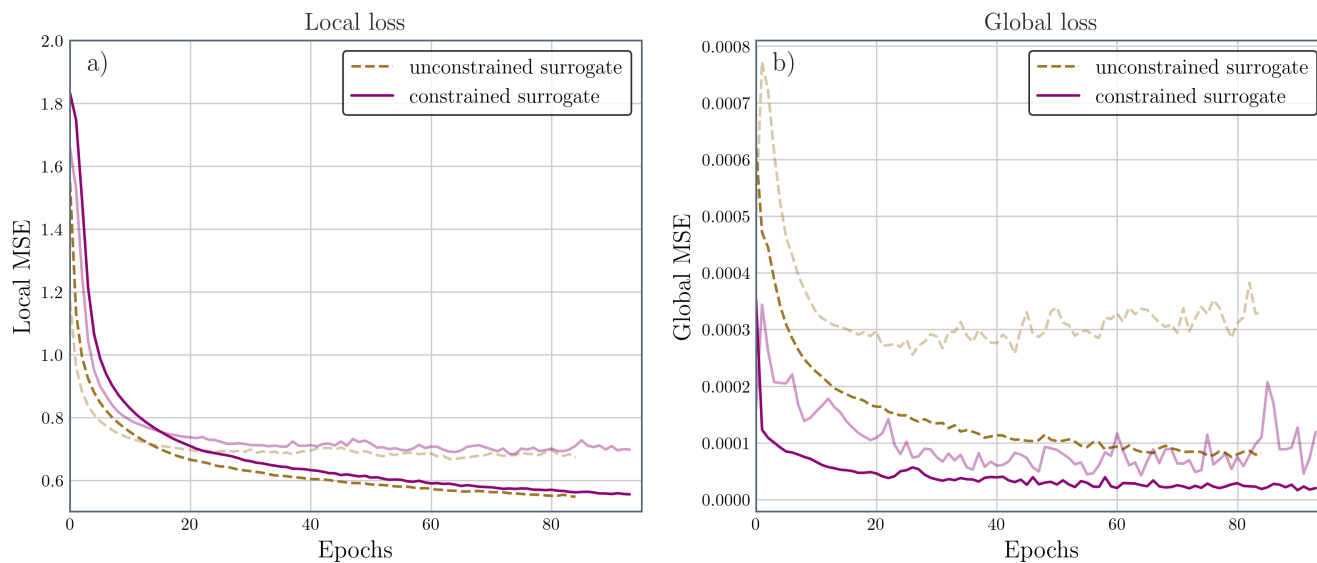 Local loss
a)
unconstrained surrogate
constrained surrogate
Local MSE
2.0
1.8
1.6
1.4
1.2
1.0
0.8
0.6
0
20
40
60
80
Epochs
Global loss
b)
unconstrained surrogate
constrained surrogate
Global MSE
0.0008
0.0007
0.0006
0.0005
0.0004
0.0003
0.0002
0.0001
0.0000
0
20
40
60
80
Epochs